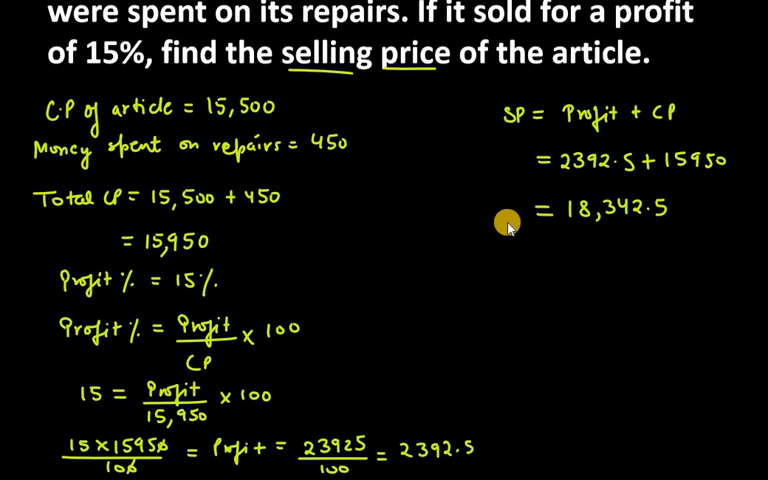 were spent on its repairs. If it sold for a profit
of 15%, find the selling price of the article.
C.P of article = 15,500
Money spent on repairs = 450
Total CP = 15,500 + 450
= 15,950
Profit % = 15%
Profit % = Profit/CP × 100
15 = Profit/15,950 × 100
15×15950/100 = Profit = 23925/100 = 2392.5
SP = Profit + CP
= 2392.5 + 15950
= 18,342.5